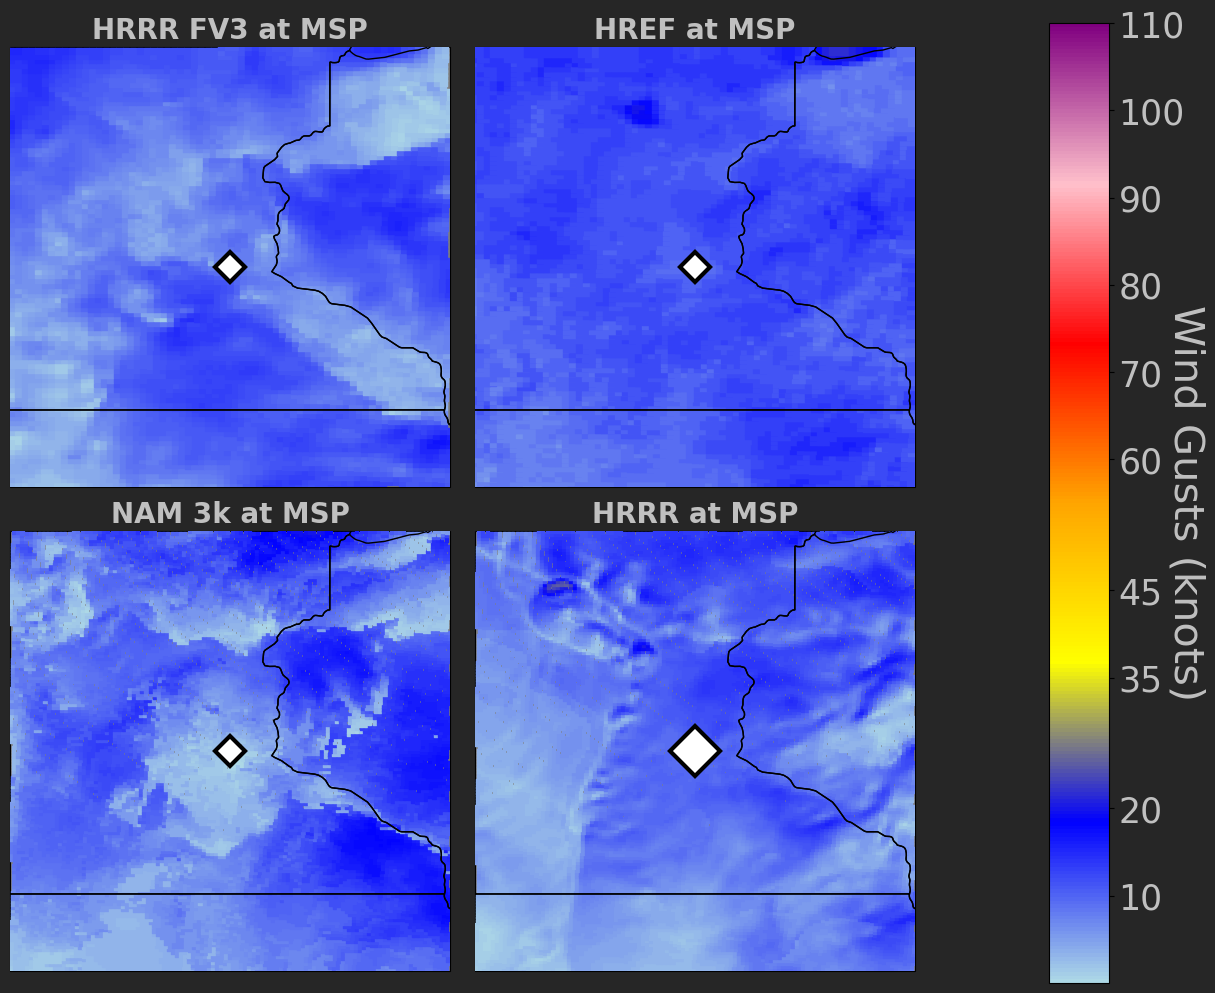 HRRR FV3 at MSP
HREF at MSP
NAM 3k at MSP
HRRR at MSP
110
100
90
80
70
60
45
35
20
10
Wind Gusts (knots)